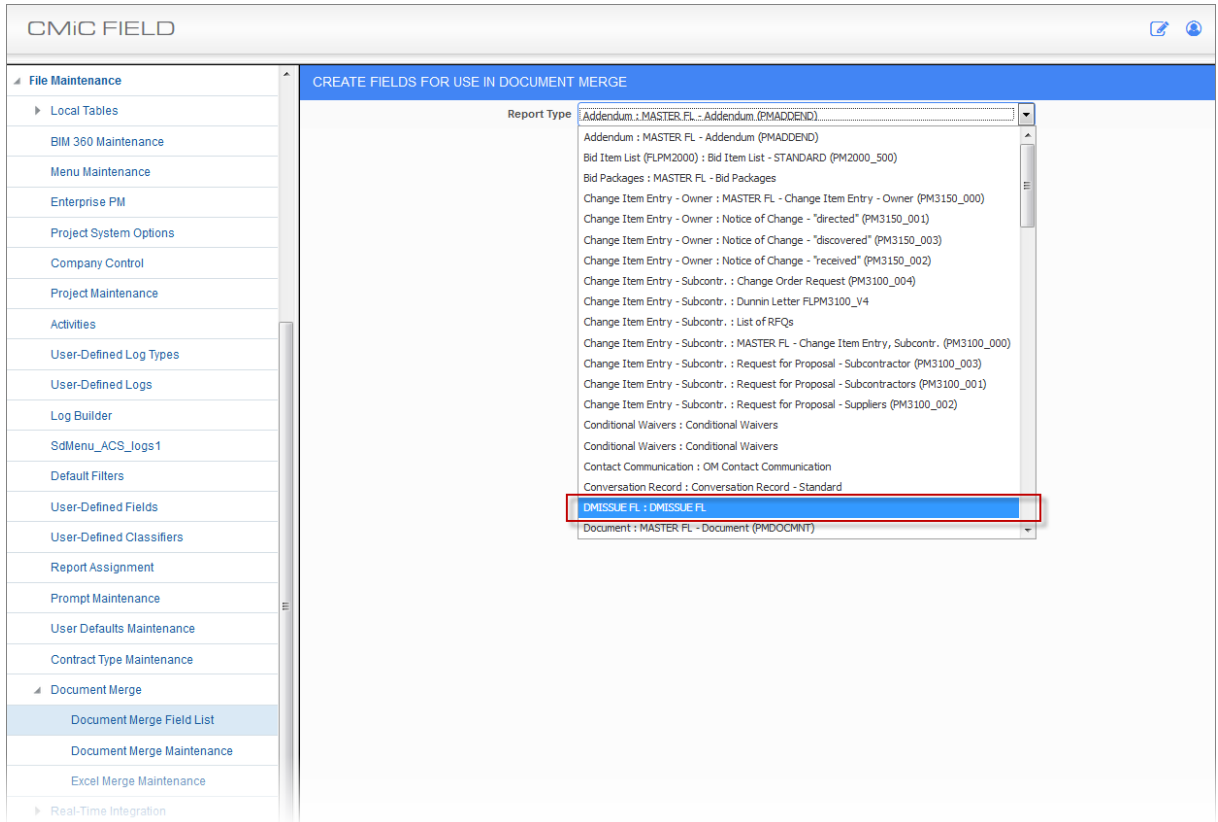 CMiC FIELD
File Maintenance
Local Tables
BIM 360 Maintenance
Menu Maintenance
Enterprise PM
Project System Options
Company Control
Project Maintenance
Activities
User-Defined Log Types
User-Defined Logs
Log Builder
SdMenu_ACS_logs1
Default Filters
User-Defined Fields
User-Defined Classifiers
Report Assignment
Prompt Maintenance
User Defaults Maintenance
Contract Type Maintenance
Document Merge
Document Merge Field List
Document Merge Maintenance
Excel Merge Maintenance
Real-Time Integration
CREATE FIELDS FOR USE IN DOCUMENT MERGE
Report Type Addendum : MASTER FL - Addendum (PMADDEND)
Addendum : MASTER FL - Addendum (PMADDEND)
Bid Item List (FLPM2000) : Bid Item List - STANDARD (PM2000_500)
Bid Packages : MASTER FL - Bid Packages
Change Item Entry - Owner : MASTER FL - Change Item Entry - Owner (PM3150_000)
Change Item Entry - Owner : Notice of Change - "directed" (PM3150_001)
Change Item Entry - Owner : Notice of Change - "discovered" (PM3150_003)
Change Item Entry - Owner : Notice of Change - "received" (PM3150_002)
Change Item Entry - Subcontr. : Change Order Request (PM3100_004)
Change Item Entry - Subcontr. : Dunnin Letter FLPM3100_V4
Change Item Entry - Subcontr. : List of RFQs
Change Item Entry - Subcontr. : MASTER FL - Change Item Entry, Subcontr. (PM3100_000)
Change Item Entry - Subcontr. : Request for Proposal - Subcontractor (PM3100_003)
Change Item Entry - Subcontr. : Request for Proposal - Subcontractors (PM3100_001)
Change Item Entry - Subcontr. : Request for Proposal - Suppliers (PM3100_002)
Conditional Waivers : Conditional Waivers
Conditional Waivers : Conditional Waivers
Contact Communication : OM Contact Communication
Conversation Record : Conversation Record - Standard
DMISSUE FL : DMISSUE FL
Document : MASTER FL - Document (PMDOCMNT)